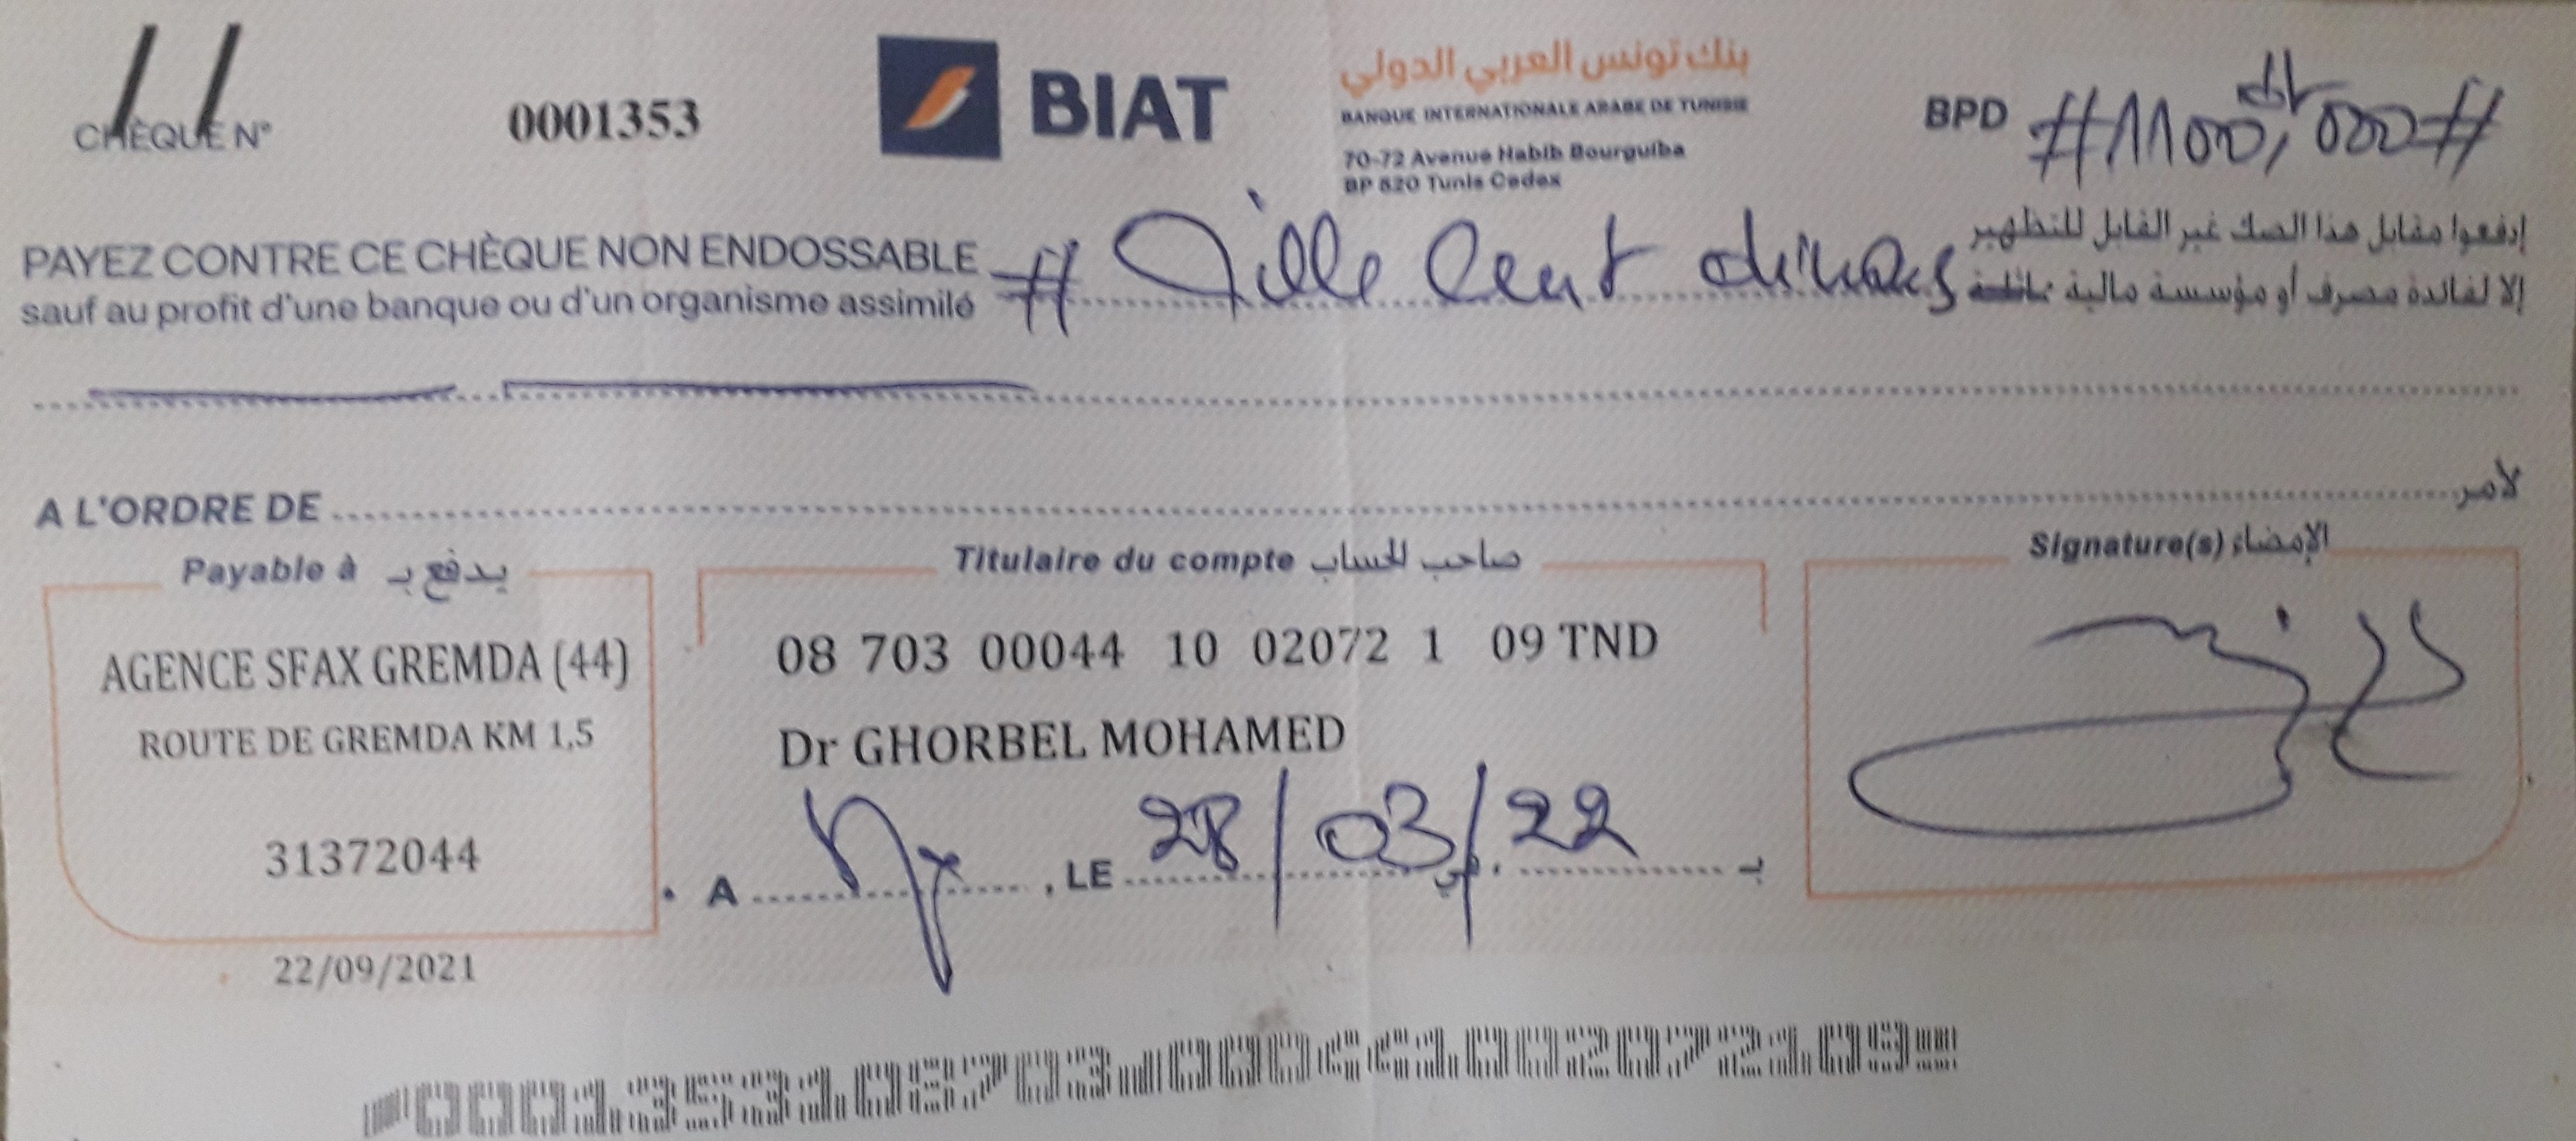 CHÈQUE N° 0001353
BIAT
بنك تونس العربي الدولي
BANQUE INTERNATIONALE ARABE DE TUNISIE
70-72 Avenue Habib Bourguiba
BP 520 Tunis Cedex
BPD #1100,000#
PAYEZ CONTRE CE CHÈQUE NON ENDOSSABLE
sauf au profit d'une banque ou d'un organisme assimilé
# Mille Cent dinars
إدفعوا مقابل هذا الصك غير القابل للتظهير
إلا لفائدة مصرف أو مؤسسة مالية
A L'ORDRE DE لأمر
Payable à يدفع بـ
AGENCE SFAX GREMDA (44)
ROUTE DE GREMDA KM 1,5
31372044
22/09/2021
Titulaire du compte صاحب الحساب
08 703 00044 10 02072 1 09 TND
Dr GHORBEL MOHAMED
A , LE 28/03/22 بـ
Signature(s) الإمضاء
0001353108703000441002072109